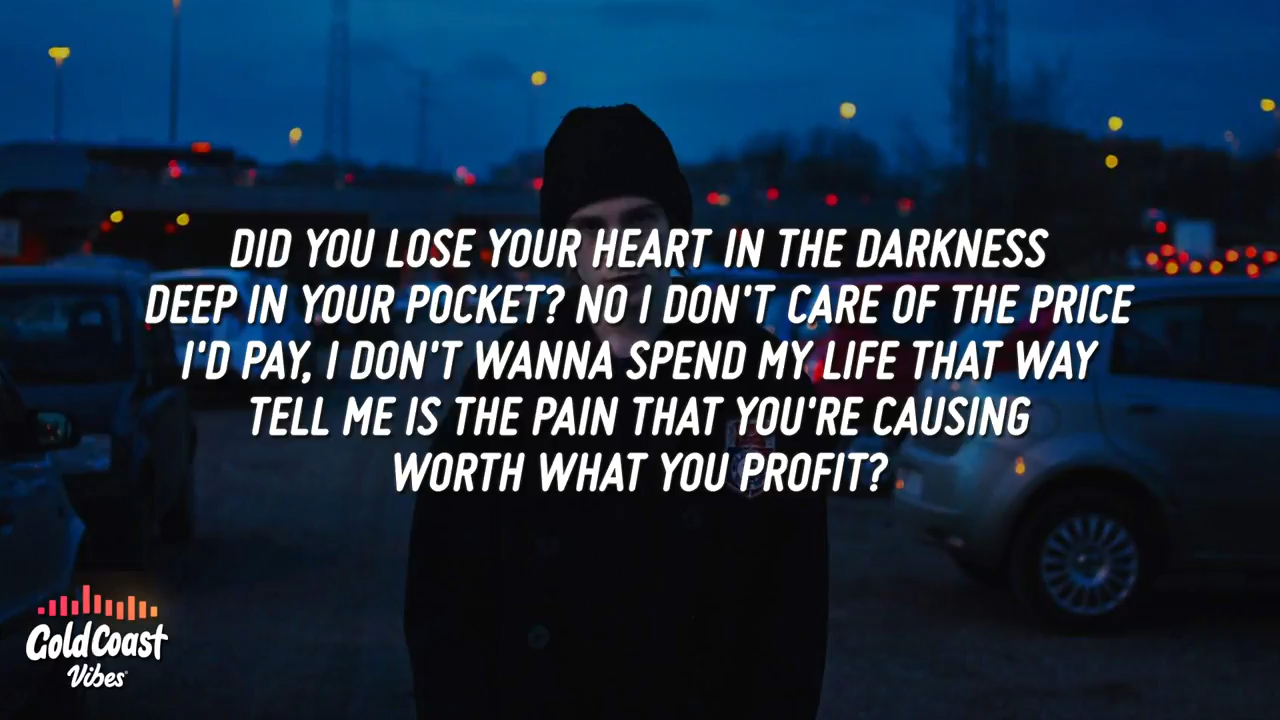 DID YOU LOSE YOUR HEART IN THE DARKNESS
DEEP IN YOUR POCKET? NO I DON'T CARE OF THE PRICE
I'D PAY, I DON'T WANNA SPEND MY LIFE THAT WAY
TELL ME IS THE PAIN THAT YOU'RE CAUSING
WORTH WHAT YOU PROFIT?
Gold Coast
Vibes